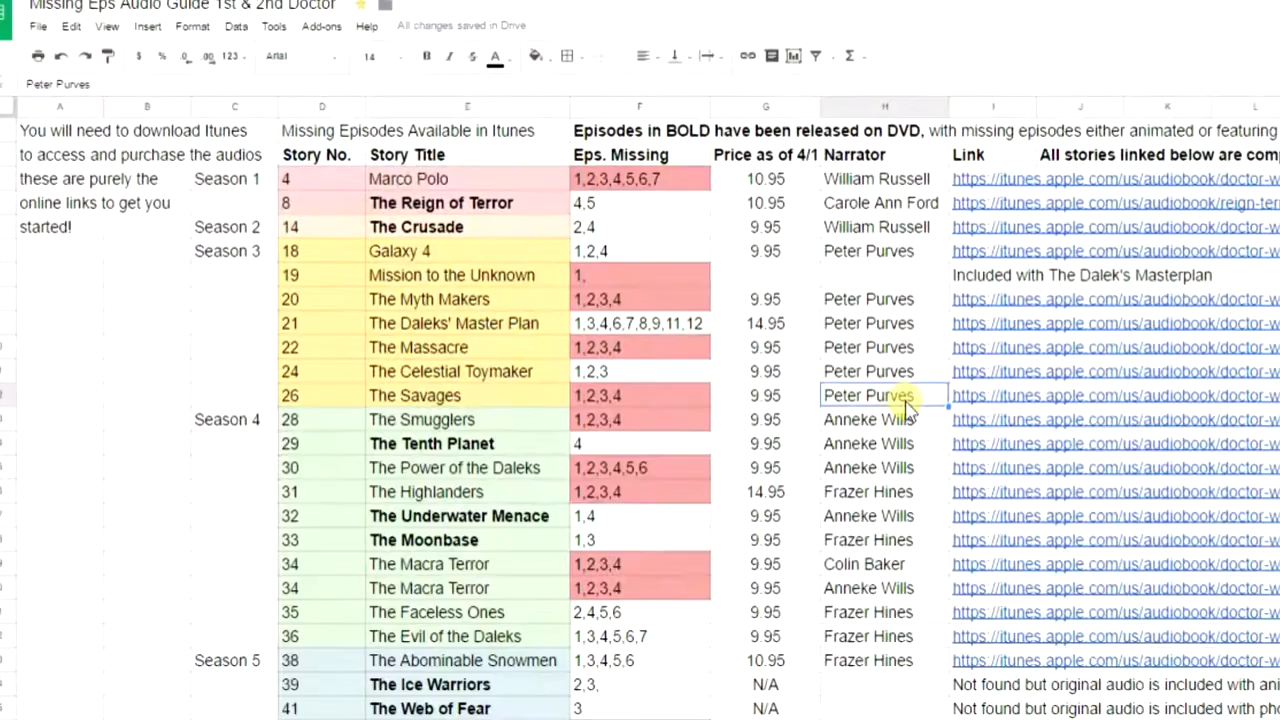 Missing Eps Audio Guide 1st & 2nd Doctor
File Edit View Insert Format Data Tools Add-ons Help All changes saved in Drive
$ % .0 .00 123 Arial 14 B I S A Σ
Peter Purves
A B C D E F G H I J K L
You will need to download Itunes Missing Episodes Available in Itunes Episodes in BOLD have been released on DVD, with missing episodes either animated or featuring
to access and purchase the audios Story No. Story Title Eps. Missing Price as of 4/1 Narrator Link All stories linked below are com
these are purely the Season 1 4 Marco Polo 1,2,3,4,5,6,7 10.95 William Russell https://itunes.apple.com/us/audiobook/doctor-w
online links to get you 8 The Reign of Terror 4,5 10.95 Carole Ann Ford https://itunes.apple.com/us/audiobook/reign-ter
started! Season 2 14 The Crusade 2,4 9.95 William Russell https://itunes.apple.com/us/audiobook/doctor-w
Season 3 18 Galaxy 4 1,2,4 9.95 Peter Purves https://itunes.apple.com/us/audiobook/doctor-w
19 Mission to the Unknown 1, Included with The Dalek's Masterplan
20 The Myth Makers 1,2,3,4 9.95 Peter Purves https://itunes.apple.com/us/audiobook/doctor-w
21 The Daleks' Master Plan 1,3,4,6,7,8,9,11,12 14.95 Peter Purves https://itunes.apple.com/us/audiobook/doctor-w
22 The Massacre 1,2,3,4 9.95 Peter Purves https://itunes.apple.com/us/audiobook/doctor-w
24 The Celestial Toymaker 1,2,3 9.95 Peter Purves https://itunes.apple.com/us/audiobook/doctor-w
26 The Savages 1,2,3,4 9.95 Peter Purves https://itunes.apple.com/us/audiobook/doctor-w
Season 4 28 The Smugglers 1,2,3,4 9.95 Anneke Wills https://itunes.apple.com/us/audiobook/doctor-w
29 The Tenth Planet 4 9.95 Anneke Wills https://itunes.apple.com/us/audiobook/doctor-w
30 The Power of the Daleks 1,2,3,4,5,6 9.95 Anneke Wills https://itunes.apple.com/us/audiobook/doctor-w
31 The Highlanders 1,2,3,4 14.95 Frazer Hines https://itunes.apple.com/us/audiobook/doctor-w
32 The Underwater Menace 1,4 9.95 Anneke Wills https://itunes.apple.com/us/audiobook/doctor-w
33 The Moonbase 1,3 9.95 Frazer Hines https://itunes.apple.com/us/audiobook/doctor-w
34 The Macra Terror 1,2,3,4 9.95 Colin Baker https://itunes.apple.com/us/audiobook/doctor-w
34 The Macra Terror 1,2,3,4 9.95 Anneke Wills https://itunes.apple.com/us/audiobook/doctor-w
35 The Faceless Ones 2,4,5,6 9.95 Frazer Hines https://itunes.apple.com/us/audiobook/doctor-w
36 The Evil of the Daleks 1,3,4,5,6,7 9.95 Frazer Hines https://itunes.apple.com/us/audiobook/doctor-w
Season 5 38 The Abominable Snowmen 1,3,4,5,6 10.95 Frazer Hines https://itunes.apple.com/us/audiobook/doctor-w
39 The Ice Warriors 2,3, N/A Not found but original audio is included with ani
41 The Web of Fear 3 N/A Not found but original audio is included with pho